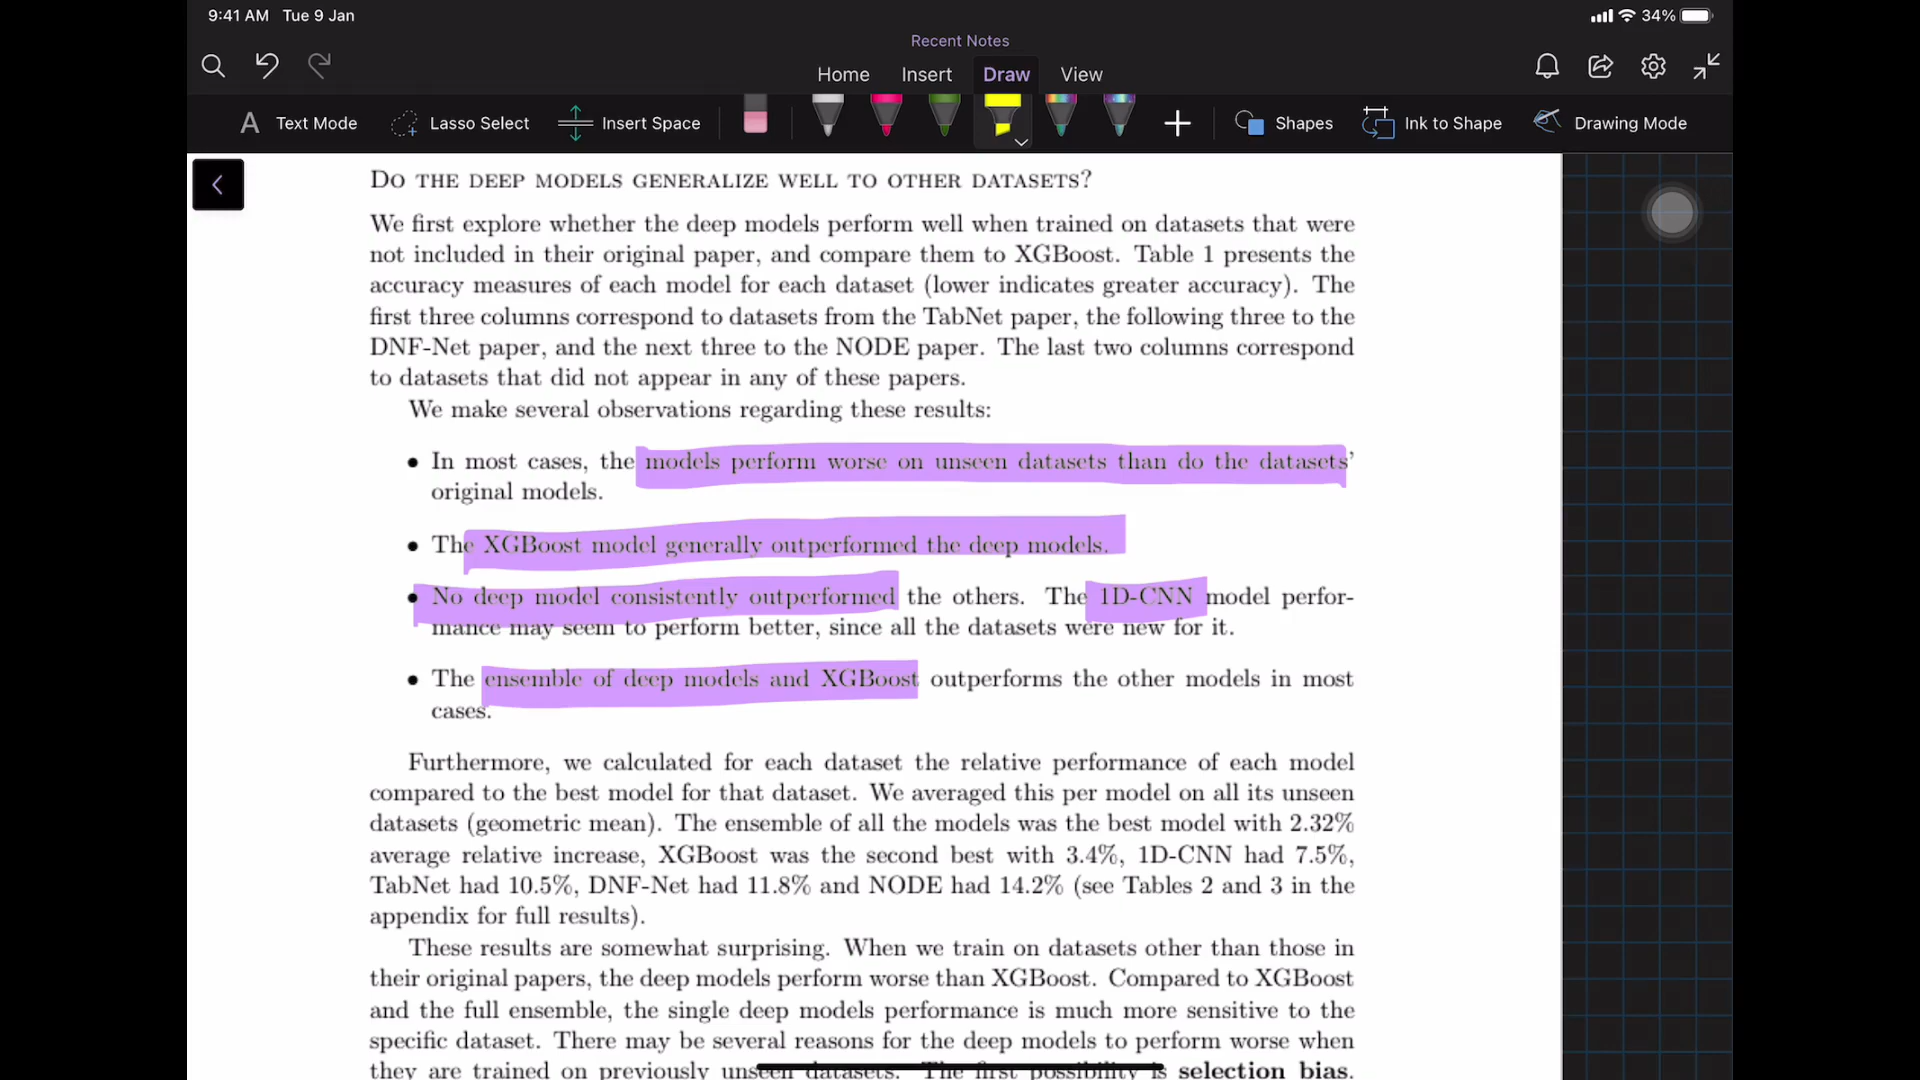 9:41 AM Tue 9 Jan
34%
Recent Notes
Home Insert Draw View
Text Mode Lasso Select Insert Space Shapes Ink to Shape Drawing Mode
DO THE DEEP MODELS GENERALIZE WELL TO OTHER DATASETS?
We first explore whether the deep models perform well when trained on datasets that were
not included in their original paper, and compare them to XGBoost. Table 1 presents the
accuracy measures of each model for each dataset (lower indicates greater accuracy). The
first three columns correspond to datasets from the TabNet paper, the following three to the
DNF-Net paper, and the next three to the NODE paper. The last two columns correspond
to datasets that did not appear in any of these papers.
We make several observations regarding these results:
• In most cases, the models perform worse on unseen datasets than do the datasets'
original models.
• The XGBoost model generally outperformed the deep models.
• No deep model consistently outperformed the others. The 1D-CNN model perfor-
mance may seem to perform better, since all the datasets were new for it.
• The ensemble of deep models and XGBoost outperforms the other models in most
cases.
Furthermore, we calculated for each dataset the relative performance of each model
compared to the best model for that dataset. We averaged this per model on all its unseen
datasets (geometric mean). The ensemble of all the models was the best model with 2.32%
average relative increase, XGBoost was the second best with 3.4%, 1D-CNN had 7.5%,
TabNet had 10.5%, DNF-Net had 11.8% and NODE had 14.2% (see Tables 2 and 3 in the
appendix for full results).
These results are somewhat surprising. When we train on datasets other than those in
their original papers, the deep models perform worse than XGBoost. Compared to XGBoost
and the full ensemble, the single deep models performance is much more sensitive to the
specific dataset. There may be several reasons for the deep models to perform worse when
they are trained on previously unseen datasets. The first possibility is selection bias.